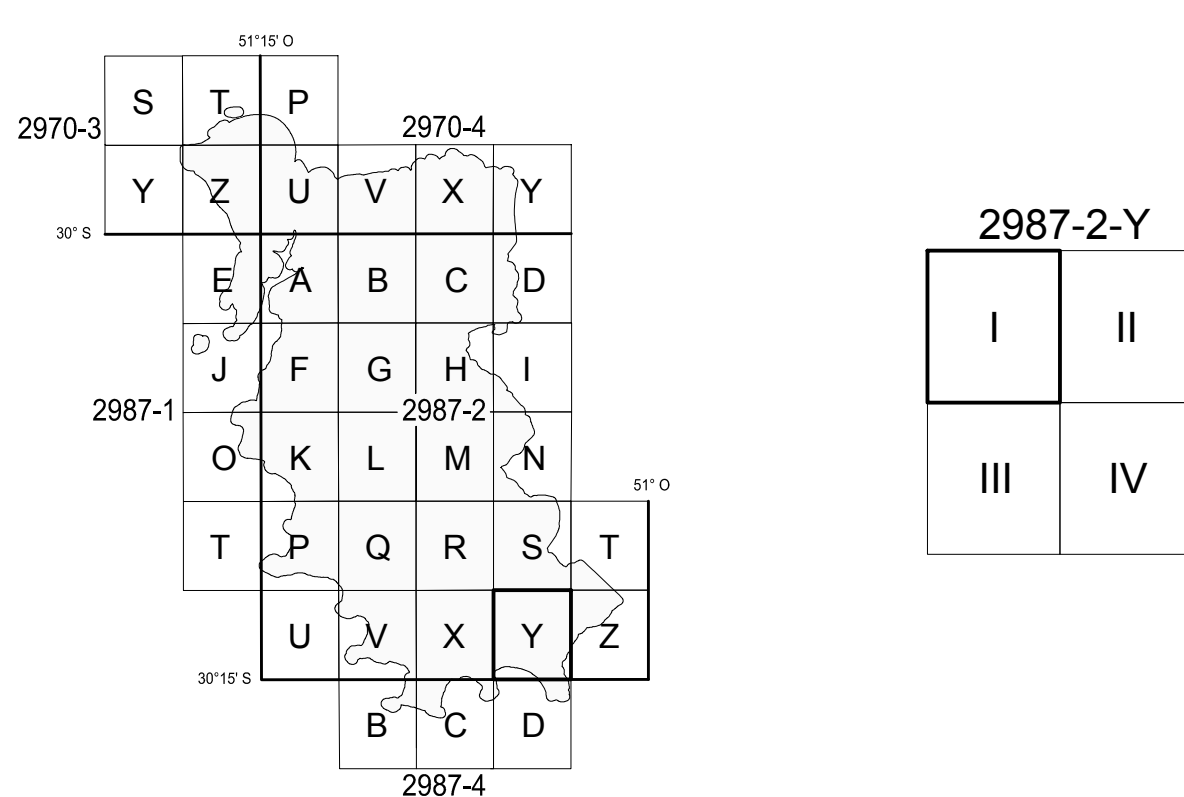 51°15' O
S T P
2970-3
2970-4
Y Z U V X Y
30° S
E A B C D
J F G H I
2987-1
2987-2
O K L M N
51° O
T P Q R S T
U V X Y Z
30°15' S
B C D
2987-4
2987-2-Y
I II
III IV